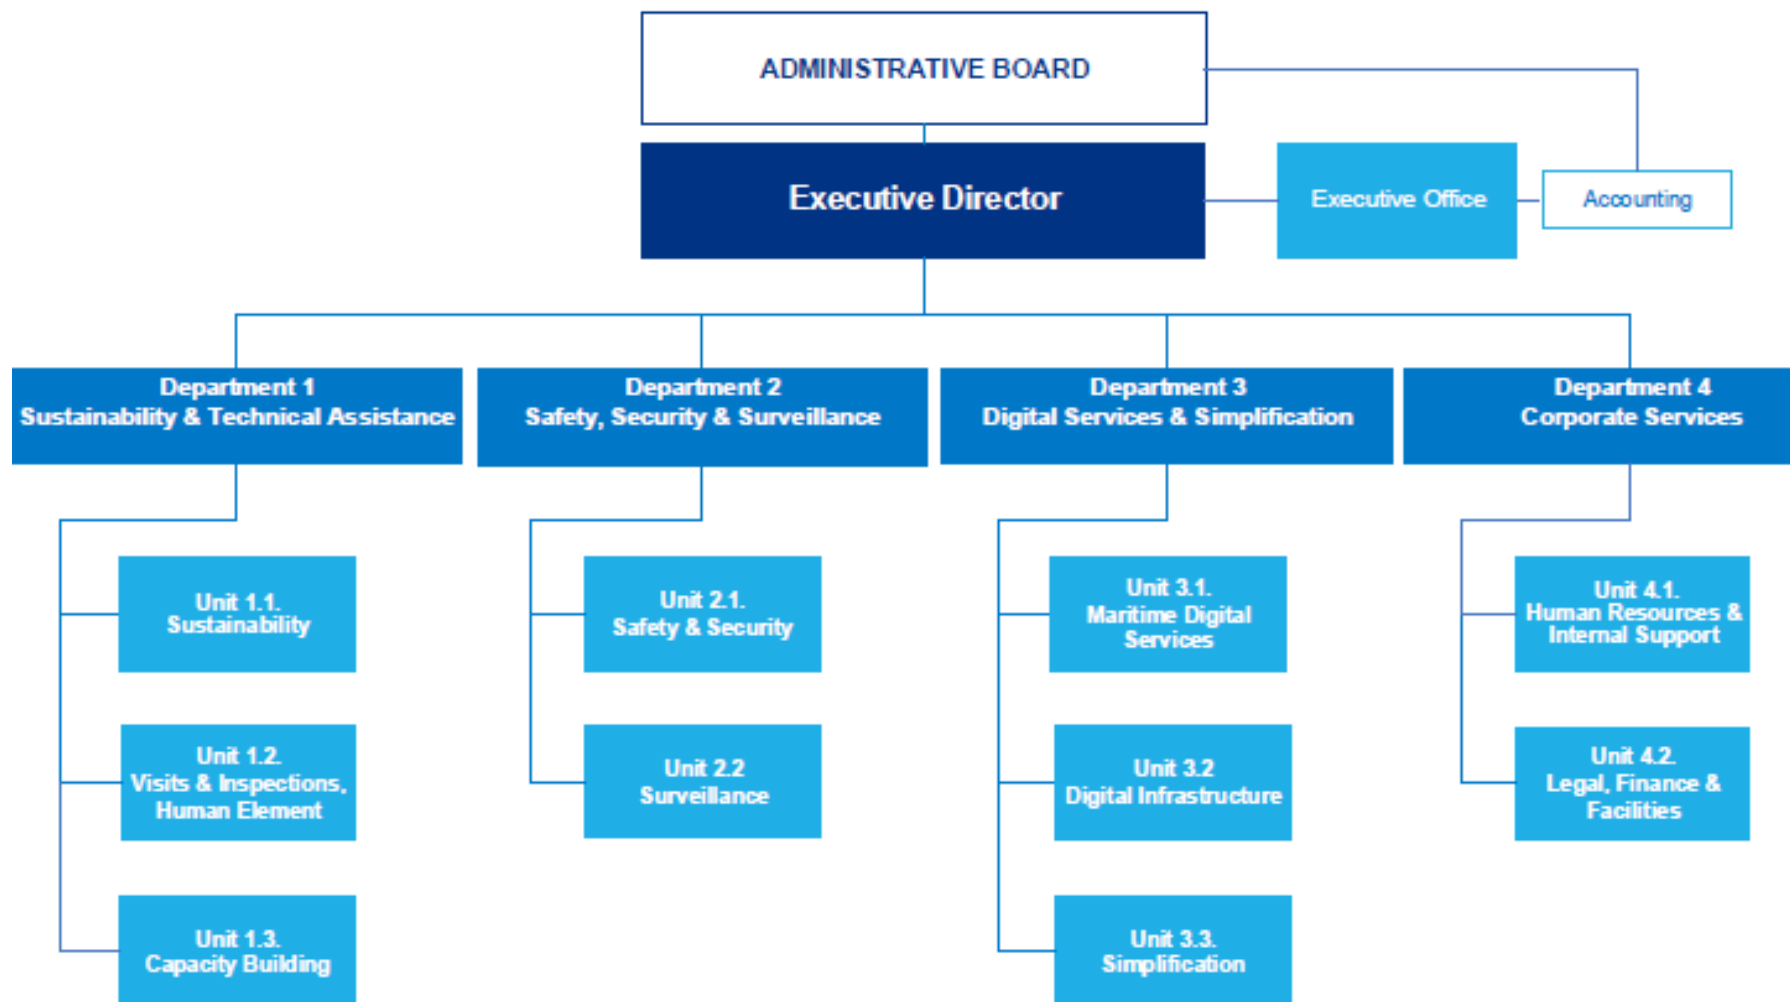 ADMINISTRATIVE BOARD
Executive Director
Executive Office
Accounting
Department 1
Sustainability & Technical Assistance
Department 2
Safety, Security & Surveillance
Department 3
Digital Services & Simplification
Department 4
Corporate Services
Unit 1.1.
Sustainability
Unit 2.1.
Safety & Security
Unit 3.1.
Maritime Digital
Services
Unit 4.1.
Human Resources &
Internal Support
Unit 1.2.
Visits & Inspections,
Human Element
Unit 2.2
Surveillance
Unit 3.2
Digital Infrastructure
Unit 4.2.
Legal, Finance &
Facilities
Unit 1.3.
Capacity Building
Unit 3.3.
Simplification